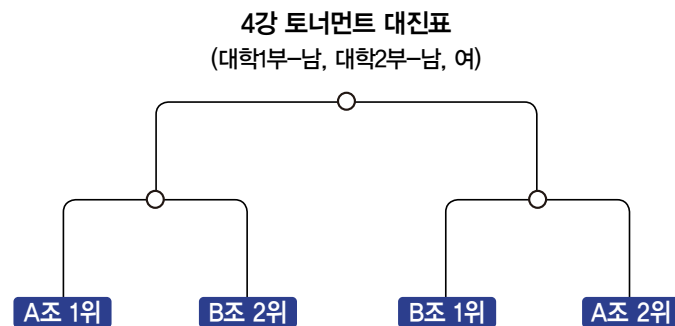 4강 토너먼트 대진표
(대학1부-남, 대학2부-남, 여)
A조 1위
B조 2위
B조 1위
A조 2위